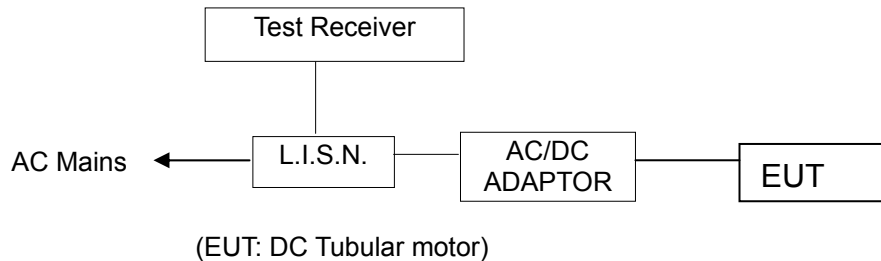 Test Receiver
AC Mains
L.I.S.N.
AC/DC
ADAPTOR
EUT
(EUT: DC Tubular motor)